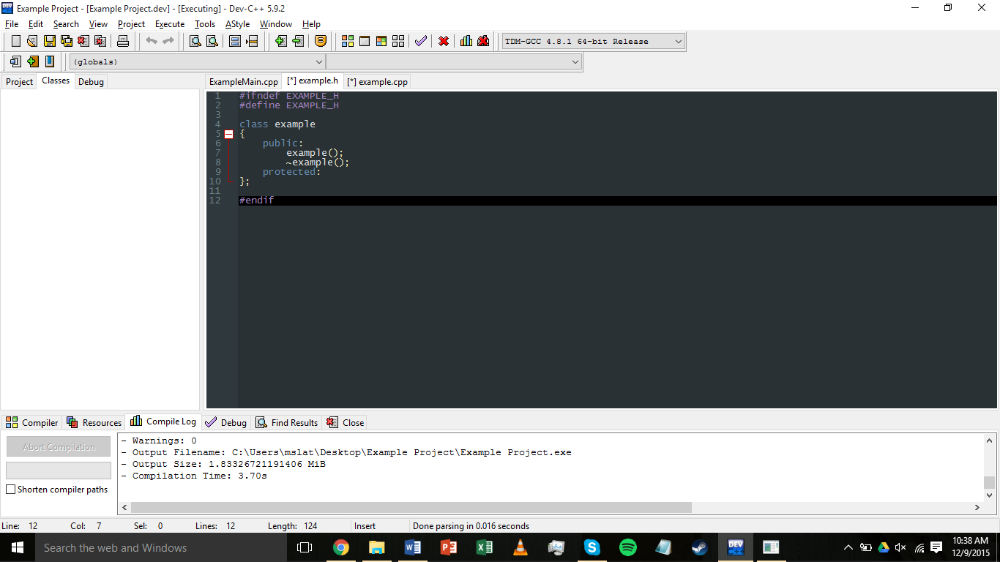 Example Project - [Example Project.dev] - [Executing] - Dev-C++ 5.9.2
File Edit Search View Project Execute Tools AStyle Window Help
TDM-GCC 4.8.1 64-bit Release
(globals)
Project Classes Debug
ExampleMain.cpp [*] example.h [*] example.cpp
1 #ifndef EXAMPLE_H
2 #define EXAMPLE_H
3
4 class example
5 {
6 public:
7 example();
8 ~example();
9 protected:
10 };
11
12 #endif
Compiler Resources Compile Log Debug Find Results Close
Abort Compilation
Shorten compiler paths
- Warnings: 0
- Output Filename: C:\Users\mslat\Desktop\Example Project\Example Project.exe
- Output Size: 1.83326721191406 MiB
- Compilation Time: 3.70s
Line: 12 Col: 7 Sel: 0 Lines: 12 Length: 124 Insert Done parsing in 0.016 seconds
Search the web and Windows
DEV
10:38 AM
12/9/2015